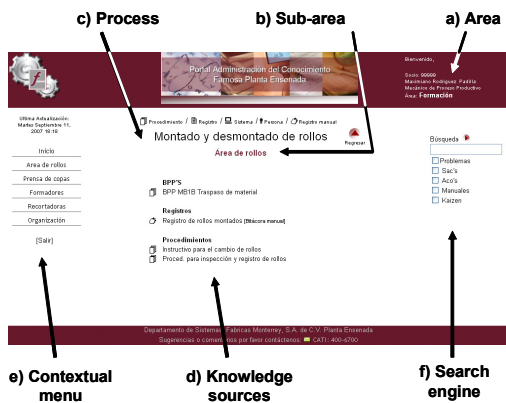 c) Process
b) Sub-area
a) Area
Portal Administración del Conocimiento
Famosa Planta Ensenada
Bienvenido,
Socio: 99999
Maximiano Rodriguez Padilla
Mecánico de Proceso Productivo
Área: Formación
Ultima Actualización:
Martes Septiembre 11,
2007 18:18
Procedimiento / Registro / Sistema / Persona / Registro manual
Montado y desmontado de rollos
Regresar
Área de rollos
Inicio
Area de rollos
Prensa de copas
Formadores
Recortadoras
Organización
[Salir]
BPP'S
BPP MB1B Traspaso de material
Registros
Registro de rollos montados [Bitácora manual]
Procedimientos
Instructivo para el cambio de rollos
Proced. para inspección y registro de rollos
Búsqueda
Problemas
Sac's
Aco's
Manuales
Kaizen
Departamento de Sistemas, Fabricas Monterrey, S.A. de C.V. Planta Ensenada
Sugerencias o comentarios por favor contáctenos: CATI: 400-6700
e) Contextual
menu
d) Knowledge
sources
f) Search
engine